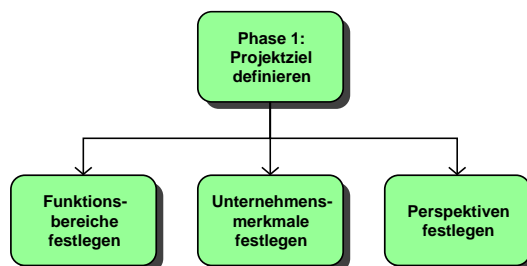 Phase 1:
Projektziel
definieren
Funktions-
bereiche
festlegen
Unternehmens-
merkmale
festlegen
Perspektiven
festlegen